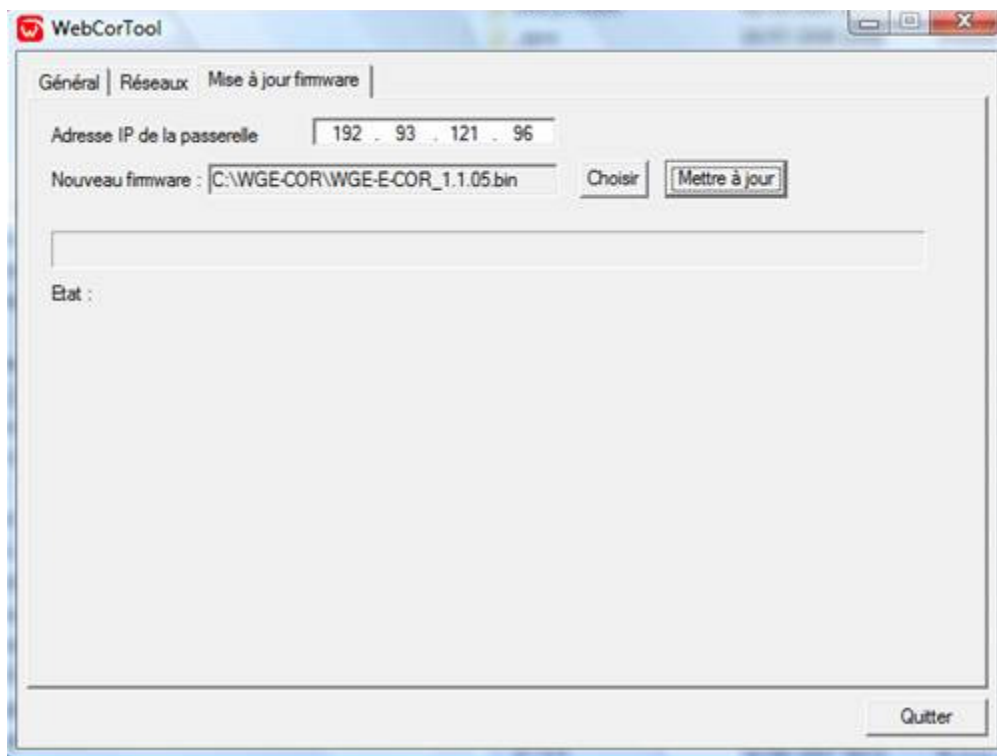 WebCorTool
Général Réseaux Mise à jour firmware
Adresse IP de la passerelle 192 . 93 . 121 . 96
Nouveau firmware : C:\WGE-COR\WGE-E-COR_1.1.05.bin Choisir Mettre à jour
Etat :
Quitter